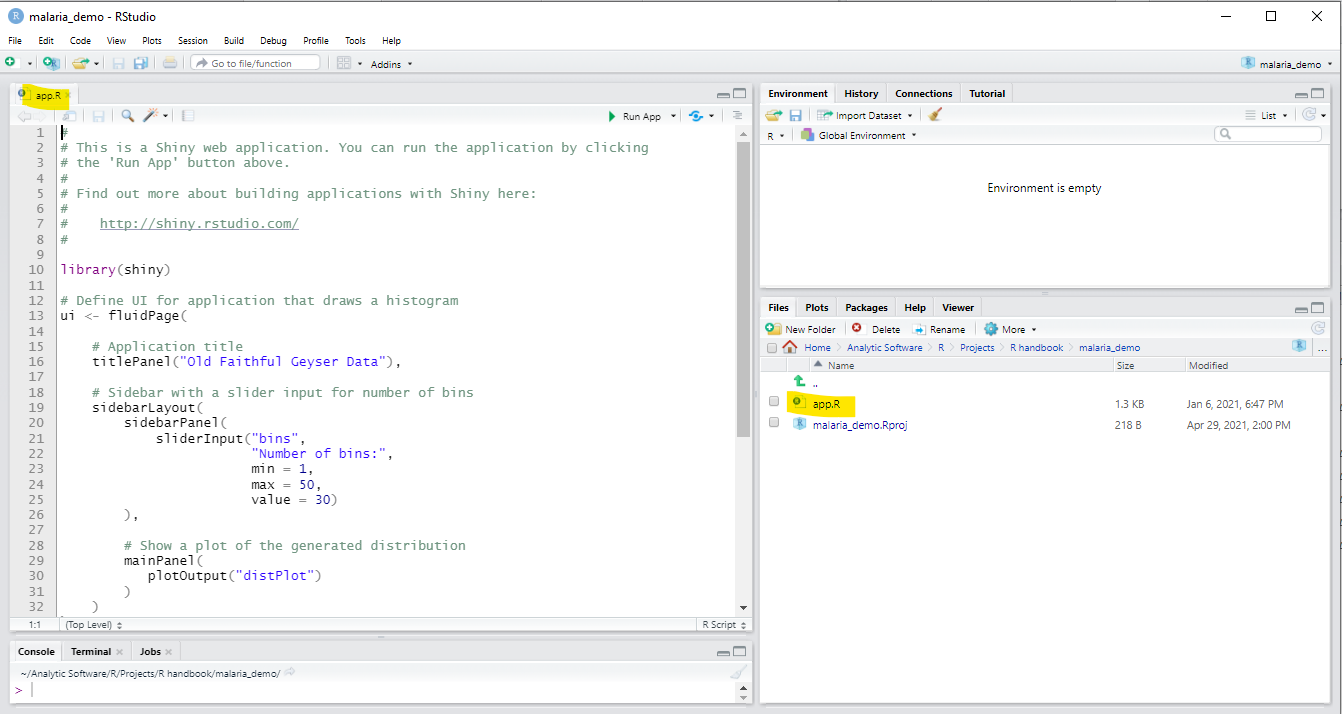 malaria_demo - RStudio
File Edit Code View Plots Session Build Debug Profile Tools Help
Go to file/function Addins malaria_demo
app.R
Run App
1 #
2 # This is a Shiny web application. You can run the application by clicking
3 # the 'Run App' button above.
4 #
5 # Find out more about building applications with Shiny here:
6 #
7 #    http://shiny.rstudio.com/
8 #
9
10 library(shiny)
11
12 # Define UI for application that draws a histogram
13 ui <- fluidPage(
14
15     # Application title
16     titlePanel("Old Faithful Geyser Data"),
17
18     # Sidebar with a slider input for number of bins
19     sidebarLayout(
20         sidebarPanel(
21             sliderInput("bins",
22                         "Number of bins:",
23                         min = 1,
24                         max = 50,
25                         value = 30)
26         ),
27
28         # Show a plot of the generated distribution
29         mainPanel(
30            plotOutput("distPlot")
31         )
32     )
1:1 (Top Level) R Script
Console Terminal Jobs
~/Analytic Software/R/Projects/R handbook/malaria_demo/
>
Environment History Connections Tutorial
Import Dataset List
R Global Environment
Environment is empty
Files Plots Packages Help Viewer
New Folder Delete Rename More
Home Analytic Software R Projects R handbook malaria_demo ...
Name Size Modified
..
app.R 1.3 KB Jan 6, 2021, 6:47 PM
malaria_demo.Rproj 218 B Apr 29, 2021, 2:00 PM